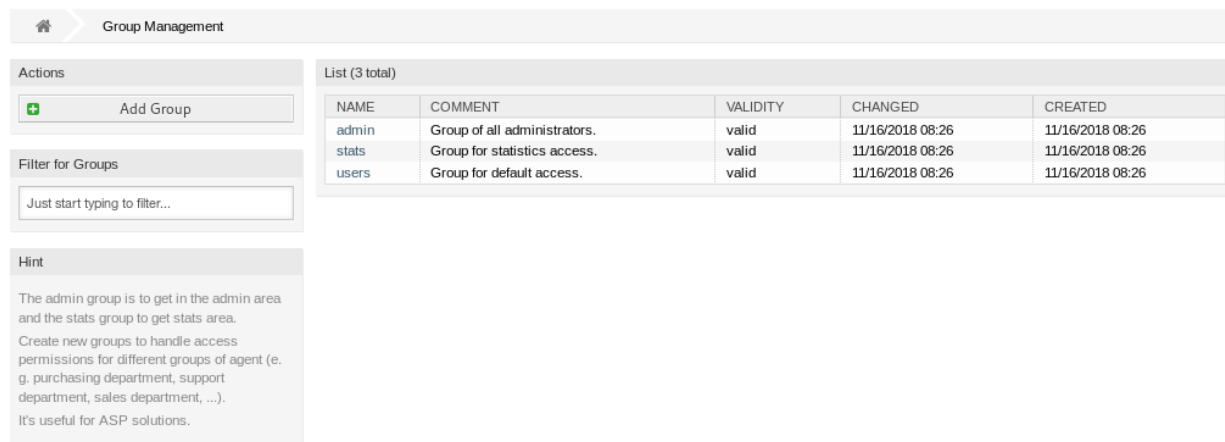 Group Management
Actions
Add Group
Filter for Groups
Just start typing to filter...
Hint
The admin group is to get in the admin area
and the stats group to get stats area.
Create new groups to handle access
permissions for different groups of agent (e.
g. purchasing department, support
department, sales department, ...).
It's useful for ASP solutions.
List (3 total)
NAME COMMENT VALIDITY CHANGED CREATED
admin Group of all administrators. valid 11/16/2018 08:26 11/16/2018 08:26
stats Group for statistics access. valid 11/16/2018 08:26 11/16/2018 08:26
users Group for default access. valid 11/16/2018 08:26 11/16/2018 08:26